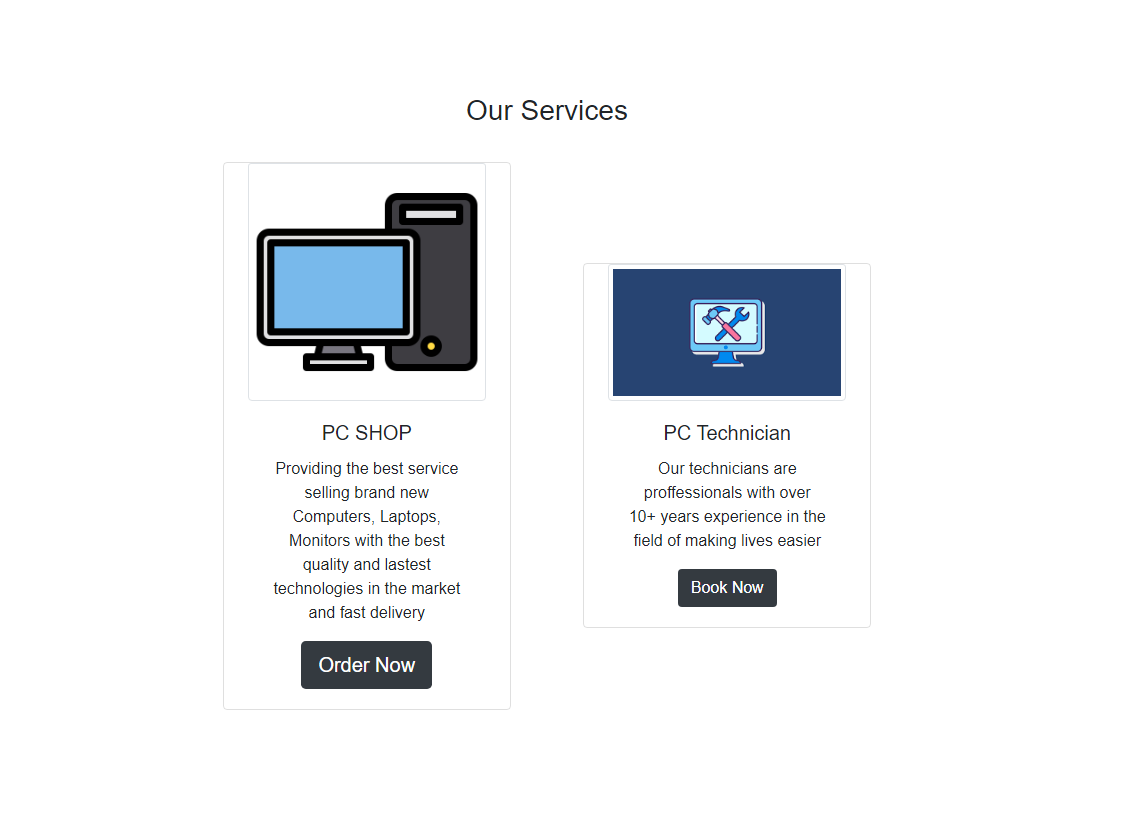 Our Services
PC SHOP
Providing the best service
selling brand new
Computers, Laptops,
Monitors with the best
quality and lastest
technologies in the market
and fast delivery
Order Now
PC Technician
Our technicians are
proffessionals with over
10+ years experience in the
field of making lives easier
Book Now